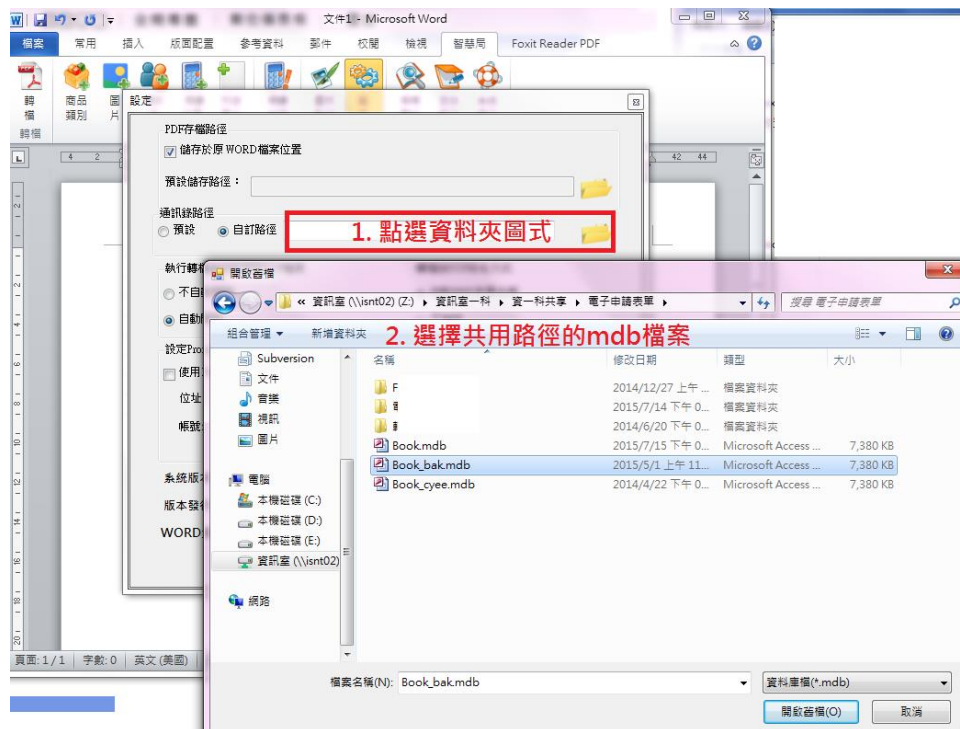 文件1 - Microsoft Word
檔案 常用 插入 版面配置 參考資料 郵件 校閱 檢視 智慧局 Foxit Reader PDF
轉檔 商品類別 圖片
轉檔
設定
PDF存檔路徑
儲存於原 WORD檔案位置
預設儲存路徑：
通訊錄路徑
預設 自訂路徑
1. 點選資料夾圖式
4 2 42 44
執行轉檔
不自
自動
設定Pro
使用
位址
帳號
系統版本
版本發
WORD
開啟舊檔
« 資訊室 (\\isnt02) (Z:) ▸ 資訊室一科 ▸ 資一科共享 ▸ 電子申請表單 ▸
搜尋 電子申請表單
組合管理 新增資料夾
2. 選擇共用路徑的mdb檔案
Subversion
文件
音樂
視訊
圖片
電腦
本機磁碟 (C:)
本機磁碟 (D:)
本機磁碟 (E:)
資訊室 (\\isnt02)
網路
名稱 修改日期 類型 大小
F 2014/12/27 上午 ... 檔案資料夾
2015/7/14 下午 0... 檔案資料夾
2014/6/20 下午 0... 檔案資料夾
Book.mdb 2015/7/15 下午 0... Microsoft Access ... 7,380 KB
Book_bak.mdb 2015/5/1 上午 11... Microsoft Access ... 7,380 KB
Book_cyee.mdb 2014/4/22 下午 0... Microsoft Access ... 7,380 KB
頁面: 1/1 字數: 0 英文 (美國)
檔案名稱(N): Book_bak.mdb 資料庫檔(*.mdb)
開啟舊檔(O) 取消